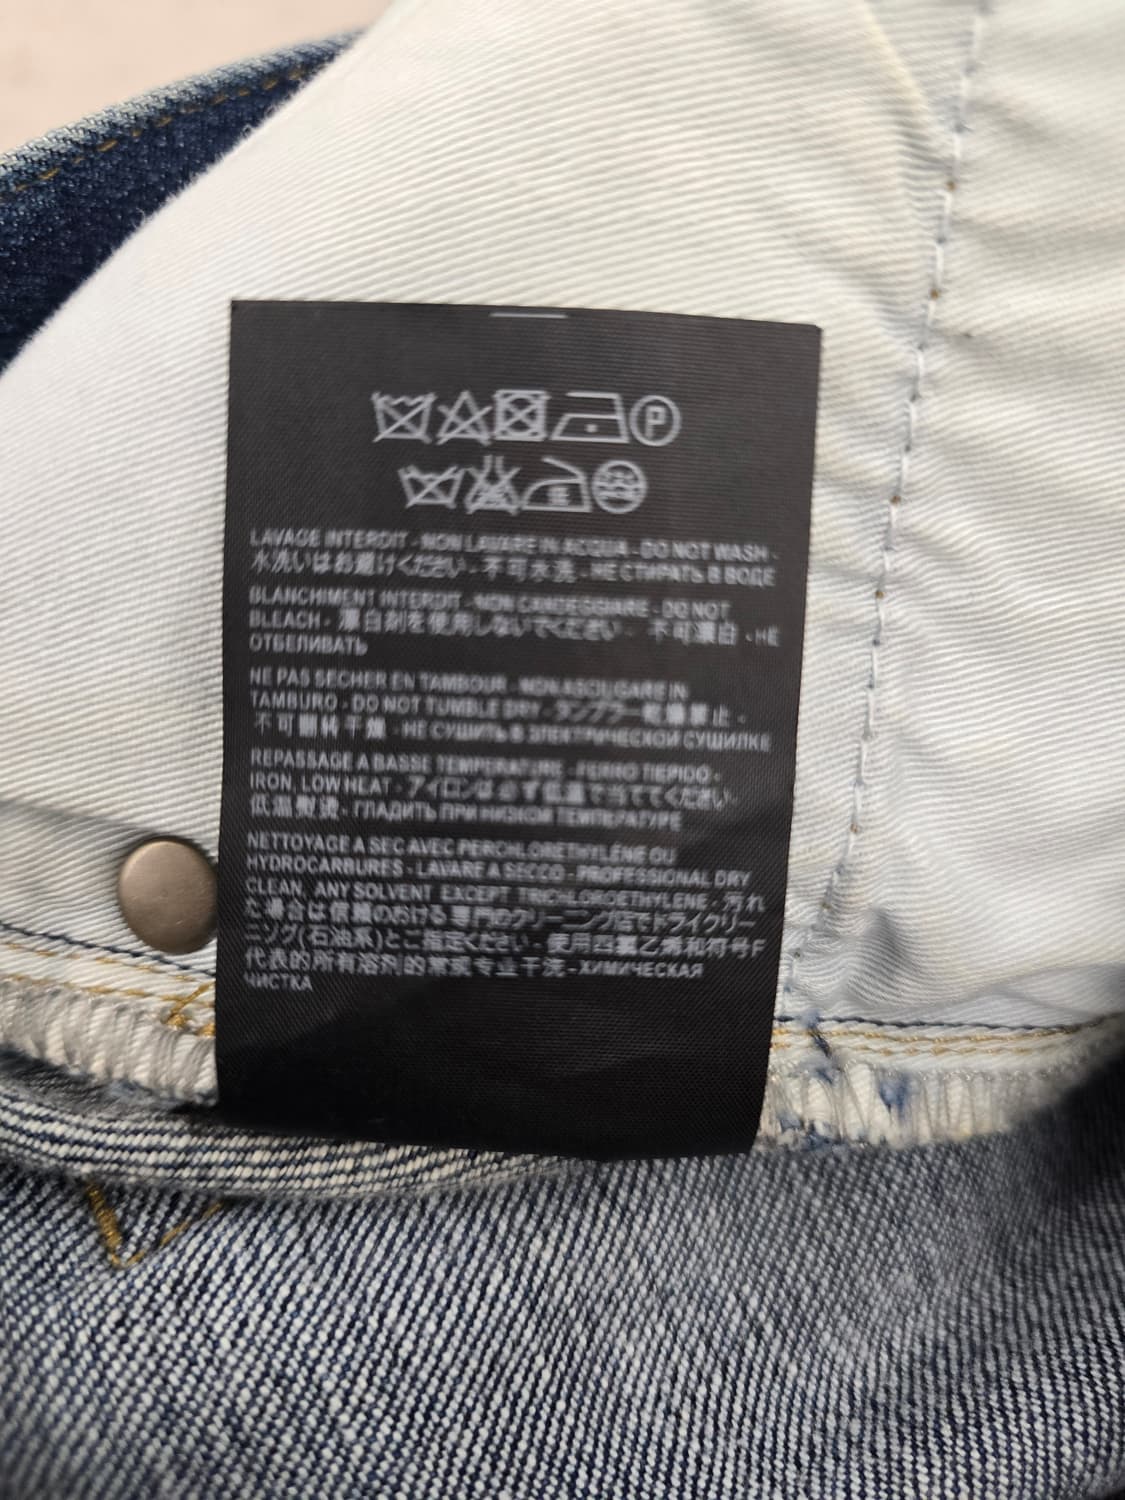 P
LAVAGE INTERDIT - NON LAVARE IN ACQUA - DO NOT WASH -
水洗いはお避けください - 不可水洗 - НЕ СТИРАТЬ В ВОДЕ
BLANCHIMENT INTERDIT - NON CANDEGGIARE - DO NOT
BLEACH - 漂白剤を使用しないでください - 不可漂白 - НЕ
ОТБЕЛИВАТЬ
NE PAS SECHER EN TAMBOUR - NON ASCIUGARE IN
TAMBURO - DO NOT TUMBLE DRY - タンブラー乾燥禁止 -
不可翻转干燥 - НЕ СУШИТЬ В ЭЛЕКТРИЧЕСКОЙ СУШИЛКЕ
REPASSAGE A BASSE TEMPERATURE - FERRO TIEPIDO -
IRON, LOW HEAT - アイロンは必ず低温で当ててください-
低温熨烫 - ГЛАДИТЬ ПРИ НИЗКОЙ ТЕМПЕРАТУРЕ
NETTOYAGE A SEC AVEC PERCHLORETHYLÈNE OU
HYDROCARBURES - LAVARE A SECCO - PROFESSIONAL DRY
CLEAN, ANY SOLVENT EXCEPT TRICHLOROETHYLENE - 汚れ
た場合は信頼のおける専門のクリーニング店でドライクリー
ニング(石油系)とご指定ください - 使用四氯乙烯和符号F
代表的所有溶剂的常规专业干洗 - ХИМИЧЕСКАЯ
ЧИСТКА